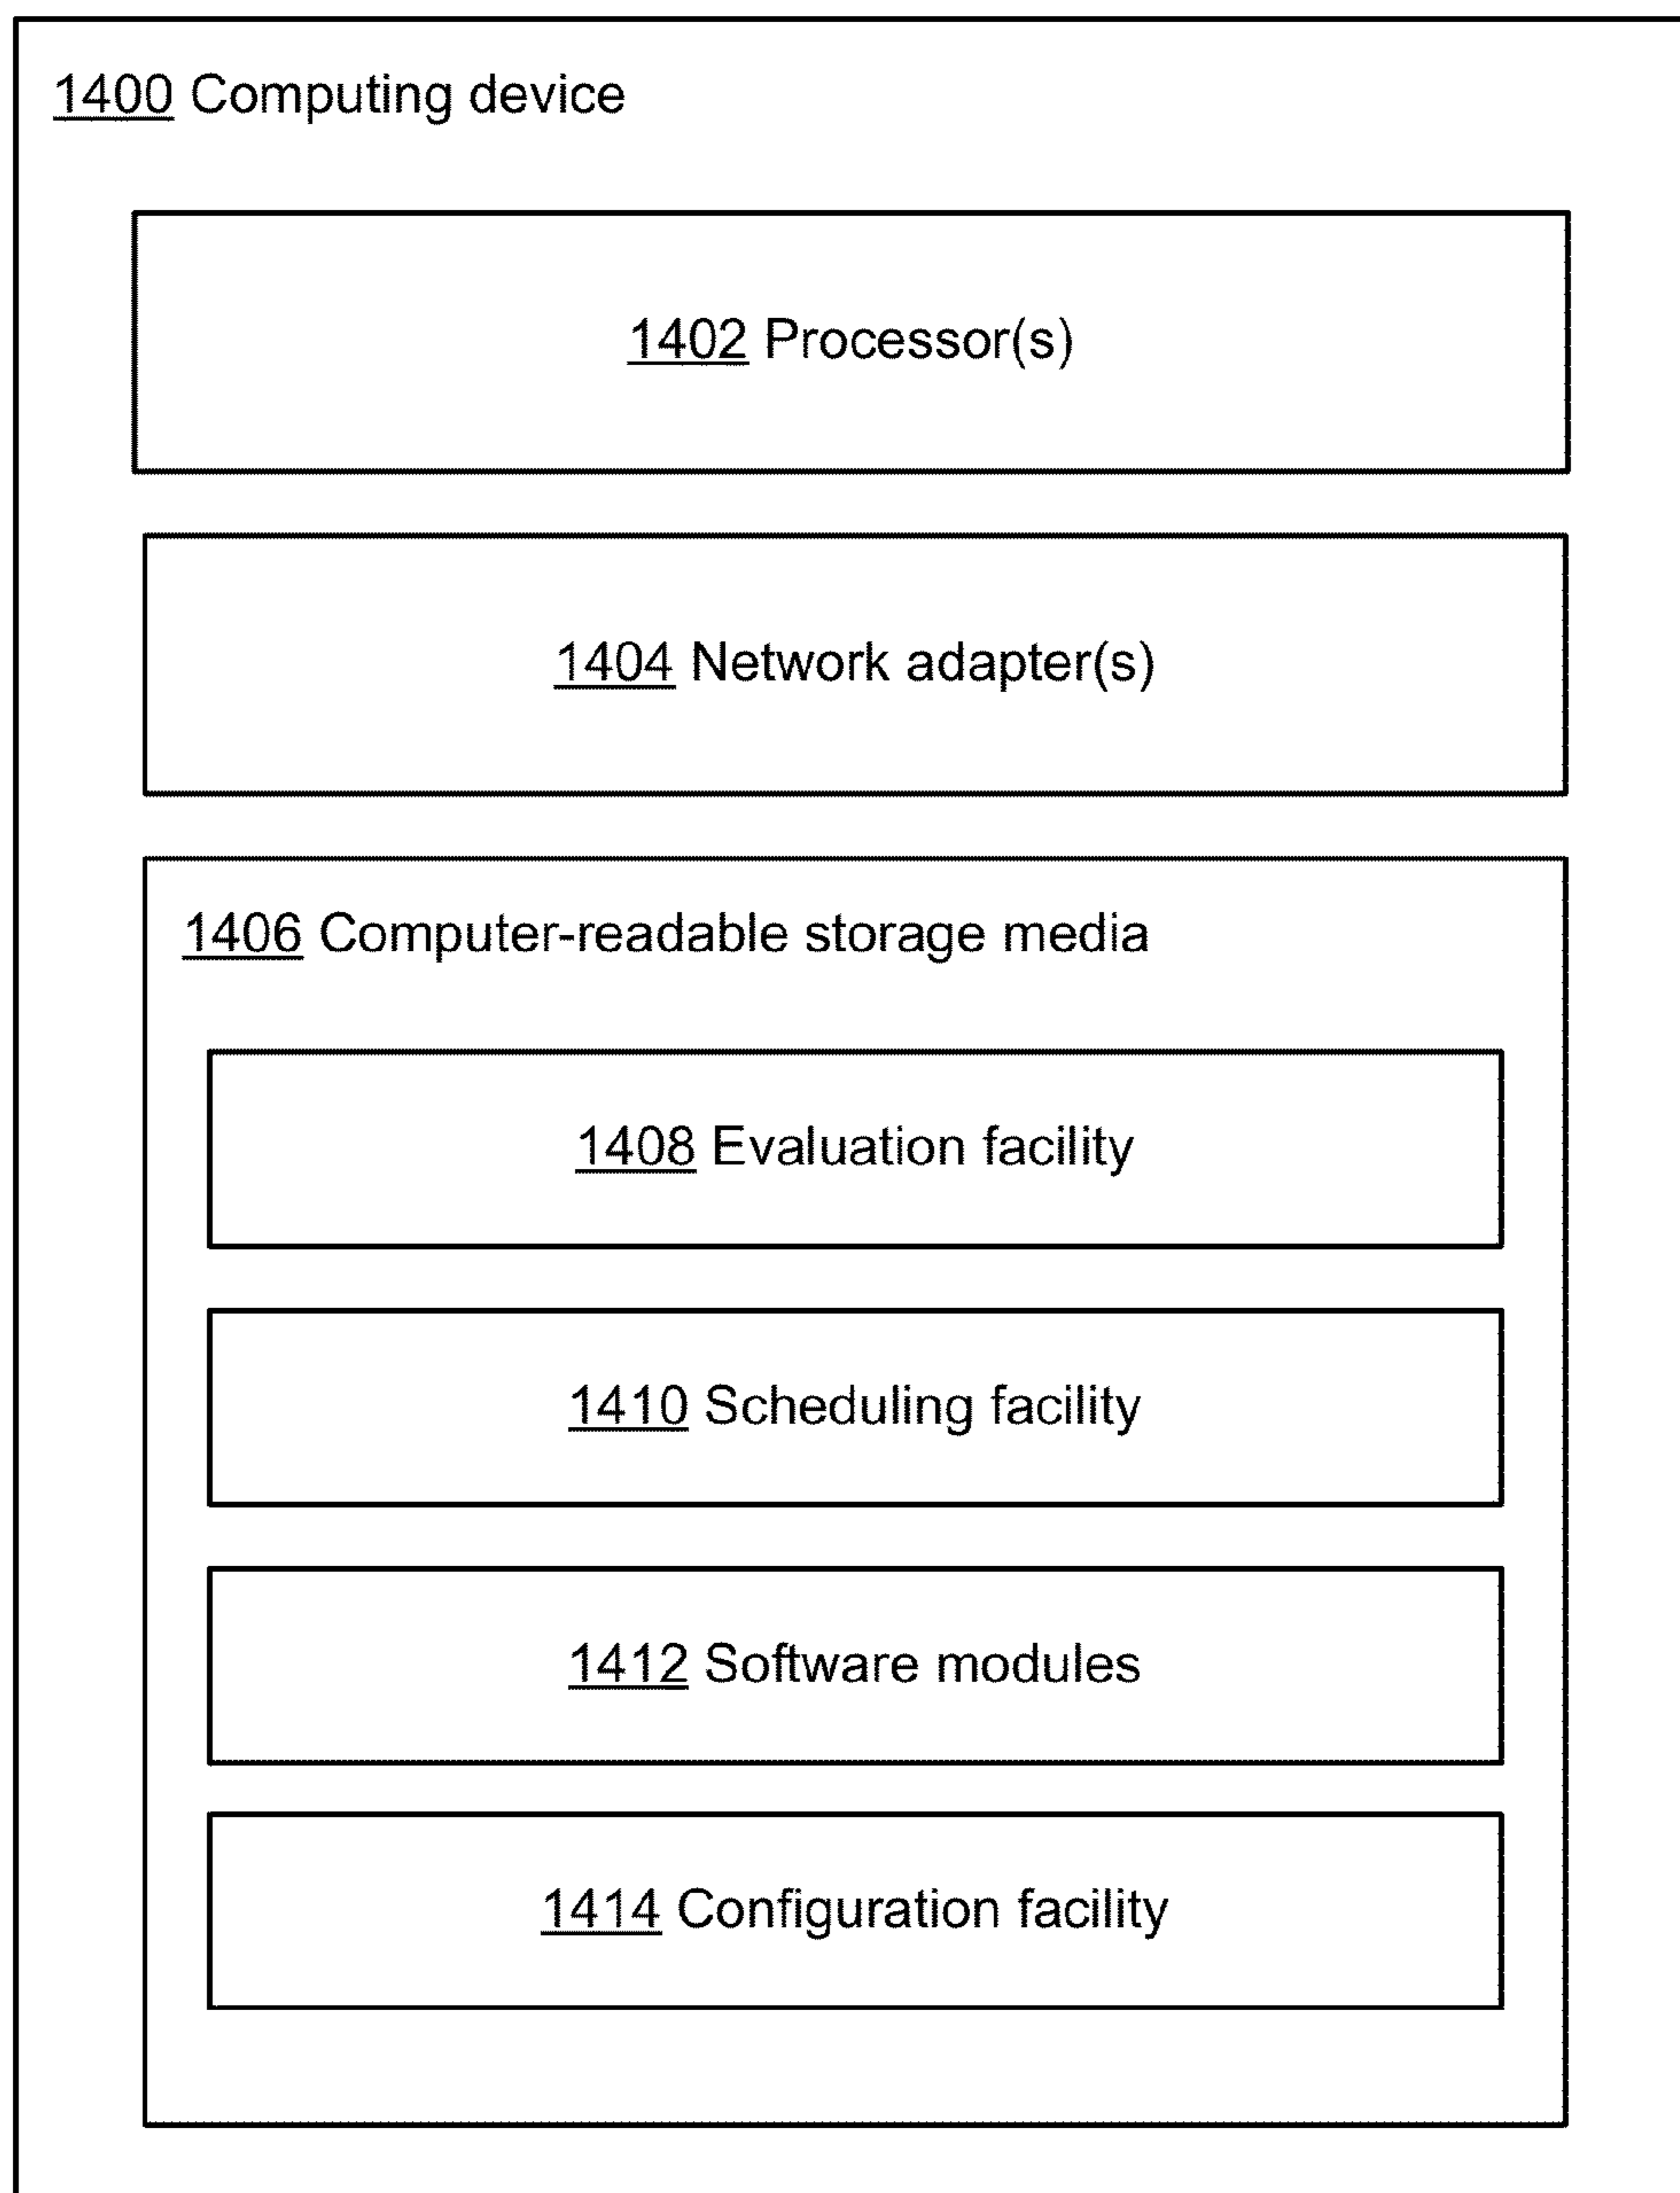 1400 Computing device
1402 Processor(s)
1404 Network adapter(s)
1406 Computer-readable storage media
1408 Evaluation facility
1410 Scheduling facility
1412 Software modules
1414 Configuration facility